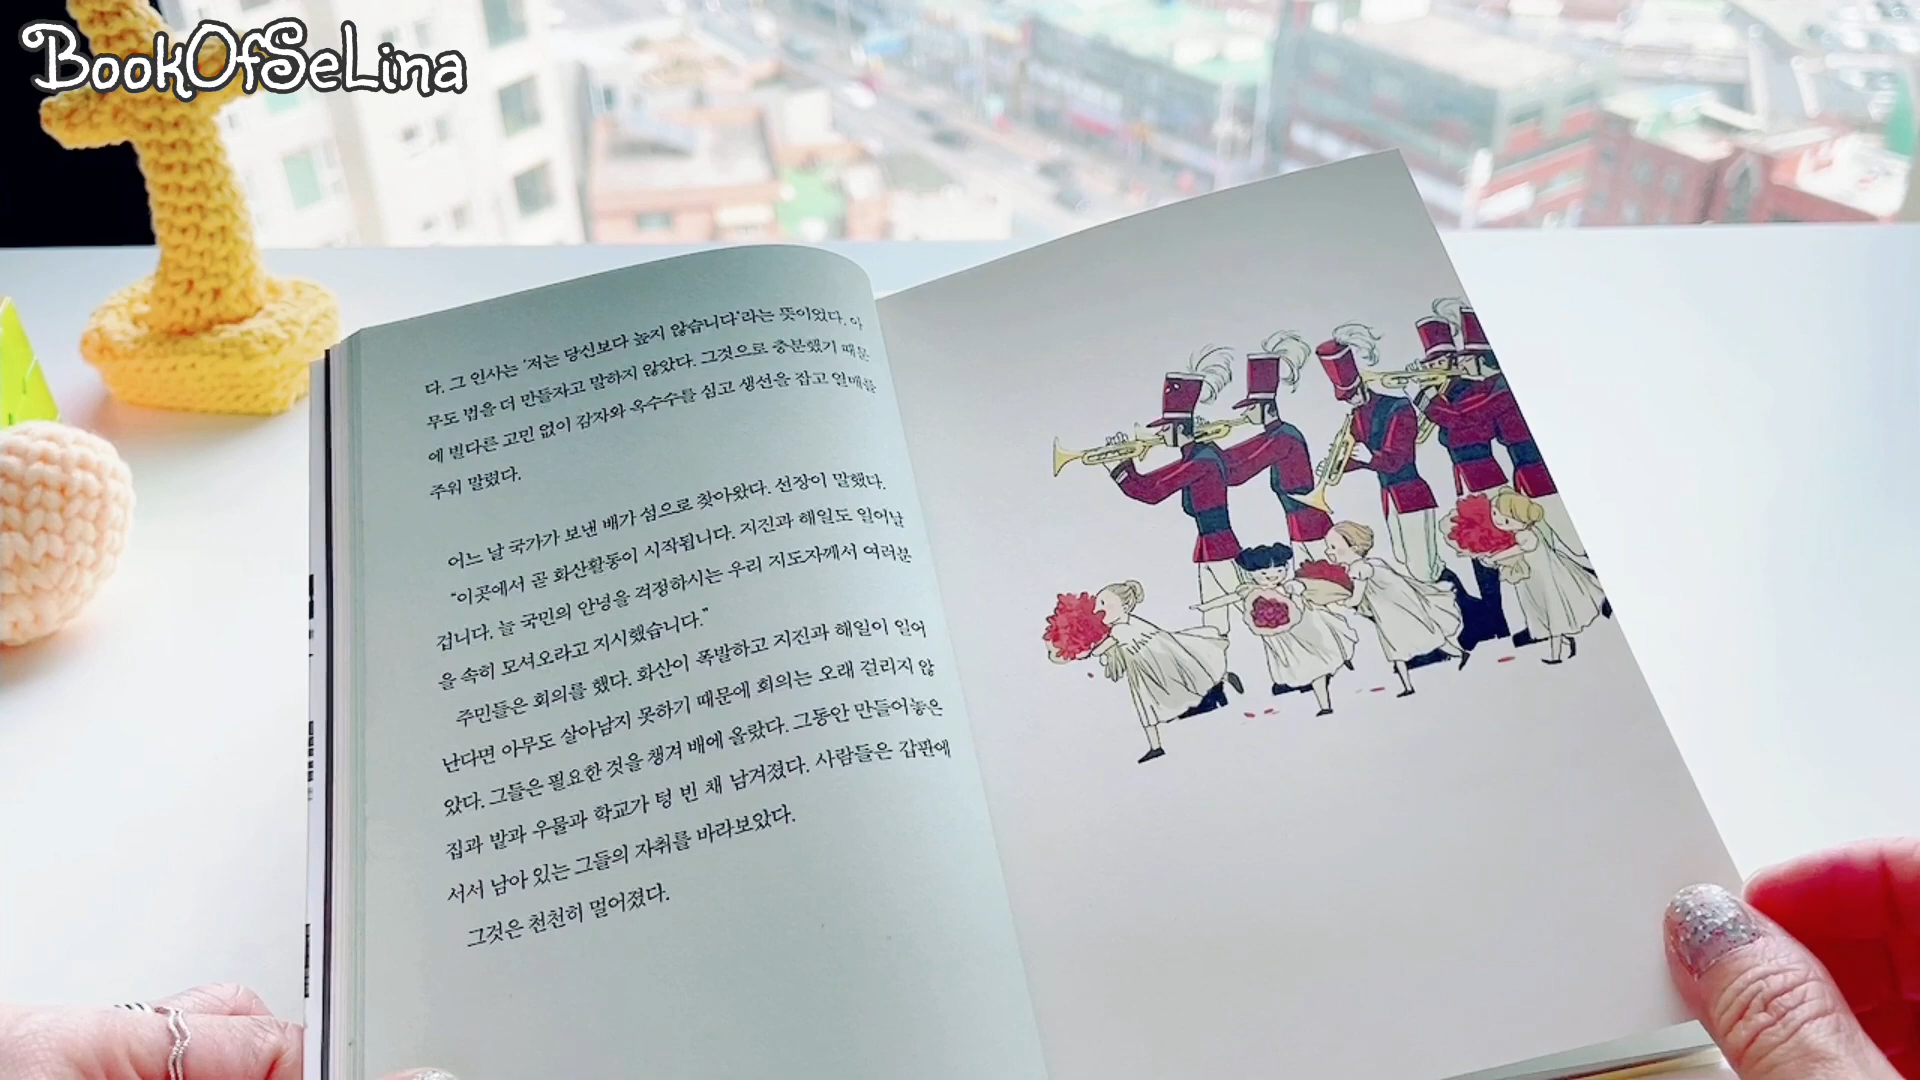 BookOfSeLina
다. 그 인사는 '저는 당신보다 높지 않습니다'라는 뜻이었다. 아
무도 법을 더 만들자고 말하지 않았다. 그것으로 충분했기 때문
에 별다른 고민 없이 감자와 옥수수를 심고 생선을 잡고 열매를
주워 말렸다.
어느 날 국가가 보낸 배가 섬으로 찾아왔다. 선장이 말했다.
"이곳에서 곧 화산활동이 시작됩니다. 지진과 해일도 일어날
겁니다. 늘 국민의 안녕을 걱정하시는 우리 지도자께서 여러분
을 속히 모셔오라고 지시했습니다."
주민들은 회의를 했다. 화산이 폭발하고 지진과 해일이 일어
난다면 아무도 살아남지 못하기 때문에 회의는 오래 걸리지 않
았다. 그들은 필요한 것을 챙겨 배에 올랐다. 그동안 만들어놓은
집과 밭과 우물과 학교가 텅 빈 채 남겨졌다. 사람들은 갑판에
서서 남아 있는 그들의 자취를 바라보았다.
그것은 천천히 멀어졌다.